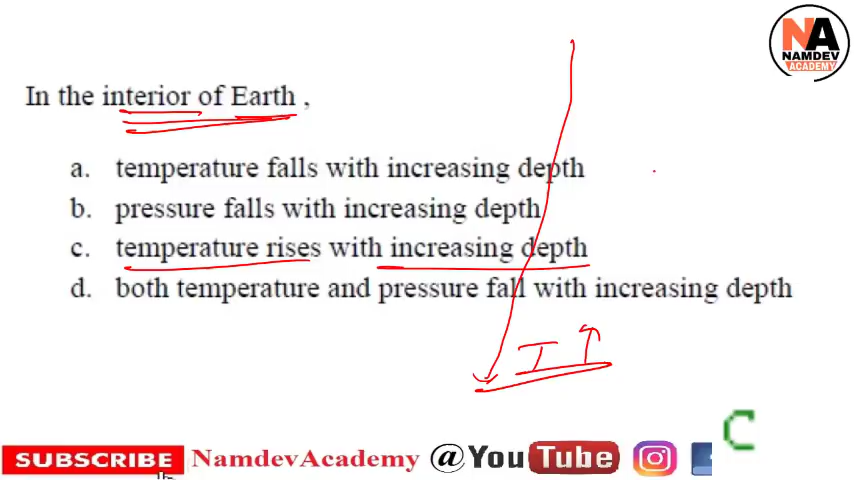 NA
NAMDEV
ACADEMY
In the interior of Earth ,
a. temperature falls with increasing depth
b. pressure falls with increasing depth
c. temperature rises with increasing depth
d. both temperature and pressure fall with increasing depth
T ↑
C
SUBSCRIBE NamdevAcademy @YouTube